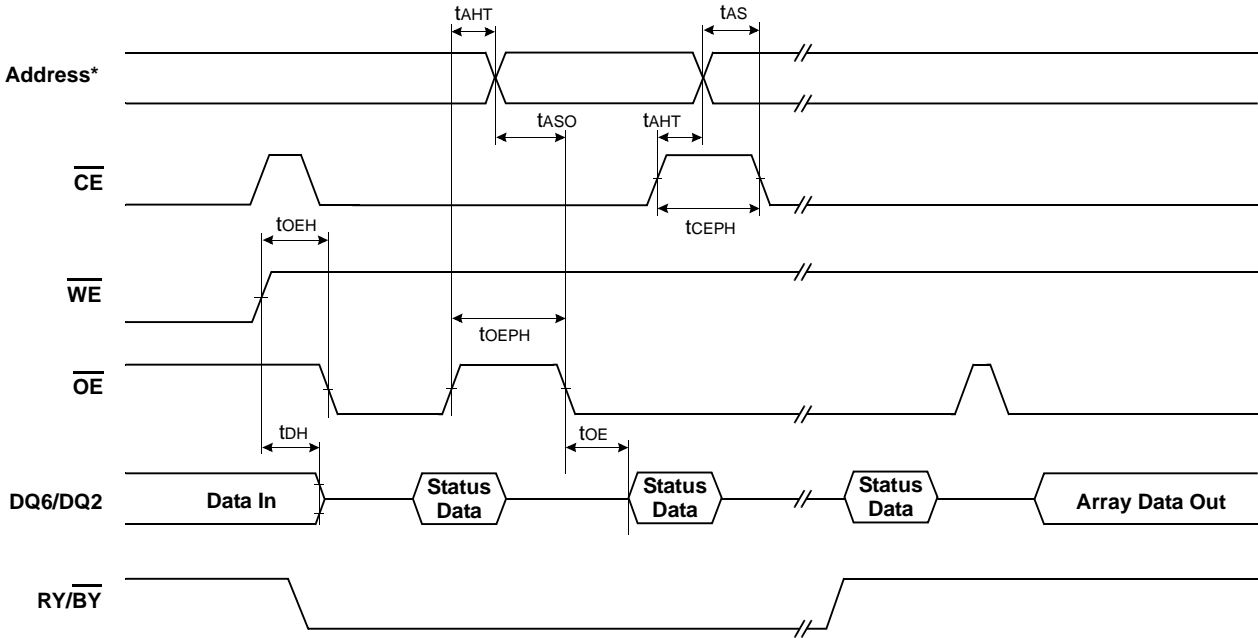 tAHT
tAS
Address*
tASO
tAHT
CE
tCEPH
tOEH
WE
tOEPH
OE
tDH
tOE
DQ6/DQ2
Data In
Status
Data
Status
Data
Status
Data
Array Data Out
RY/BY